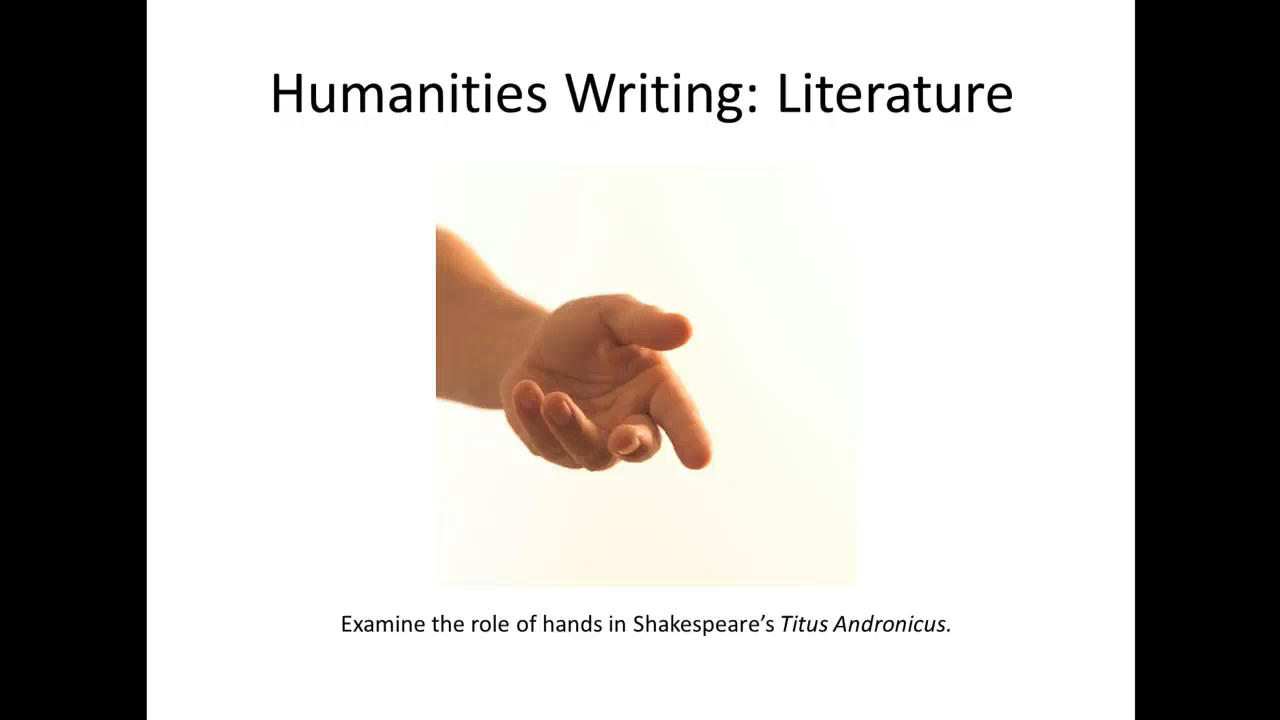 Humanities Writing: Literature
Examine the role of hands in Shakespeare’s Titus Andronicus.